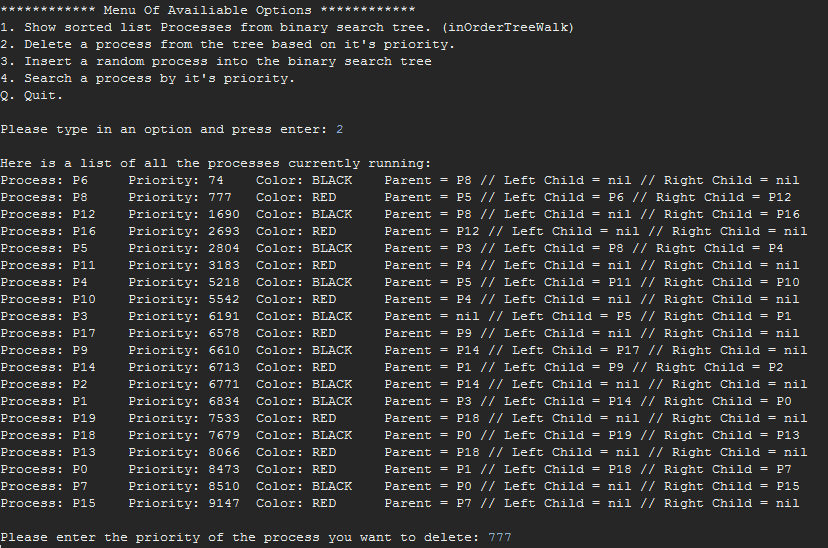 ************ Menu Of Availiable Options ************
1. Show sorted list Processes from binary search tree. (inOrderTreeWalk)
2. Delete a process from the tree based on it's priority.
3. Insert a random process into the binary search tree
4. Search a process by it's priority.
Q. Quit.
Please type in an option and press enter: 2
Here is a list of all the processes currently running:
Process: P6     Priority: 74    Color: BLACK    Parent = P8 // Left Child = nil // Right Child = nil
Process: P8     Priority: 777   Color: RED      Parent = P5 // Left Child = P6 // Right Child = P12
Process: P12    Priority: 1690  Color: BLACK    Parent = P8 // Left Child = nil // Right Child = P16
Process: P16    Priority: 2693  Color: RED      Parent = P12 // Left Child = nil // Right Child = nil
Process: P5     Priority: 2804  Color: BLACK    Parent = P3 // Left Child = P8 // Right Child = P4
Process: P11    Priority: 3183  Color: RED      Parent = P4 // Left Child = nil // Right Child = nil
Process: P4     Priority: 5218  Color: BLACK    Parent = P5 // Left Child = P11 // Right Child = P10
Process: P10    Priority: 5542  Color: RED      Parent = P4 // Left Child = nil // Right Child = nil
Process: P3     Priority: 6191  Color: BLACK    Parent = nil // Left Child = P5 // Right Child = P1
Process: P17    Priority: 6578  Color: RED      Parent = P9 // Left Child = nil // Right Child = nil
Process: P9     Priority: 6610  Color: BLACK    Parent = P14 // Left Child = P17 // Right Child = nil
Process: P14    Priority: 6713  Color: RED      Parent = P1 // Left Child = P9 // Right Child = P2
Process: P2     Priority: 6771  Color: BLACK    Parent = P14 // Left Child = nil // Right Child = nil
Process: P1     Priority: 6834  Color: BLACK    Parent = P3 // Left Child = P14 // Right Child = P0
Process: P19    Priority: 7533  Color: RED      Parent = P18 // Left Child = nil // Right Child = nil
Process: P18    Priority: 7679  Color: BLACK    Parent = P0 // Left Child = P19 // Right Child = P13
Process: P13    Priority: 8066  Color: RED      Parent = P18 // Left Child = nil // Right Child = nil
Process: P0     Priority: 8473  Color: RED      Parent = P1 // Left Child = P18 // Right Child = P7
Process: P7     Priority: 8510  Color: BLACK    Parent = P0 // Left Child = nil // Right Child = P15
Process: P15    Priority: 9147  Color: RED      Parent = P7 // Left Child = nil // Right Child = nil
Please enter the priority of the process you want to delete: 777